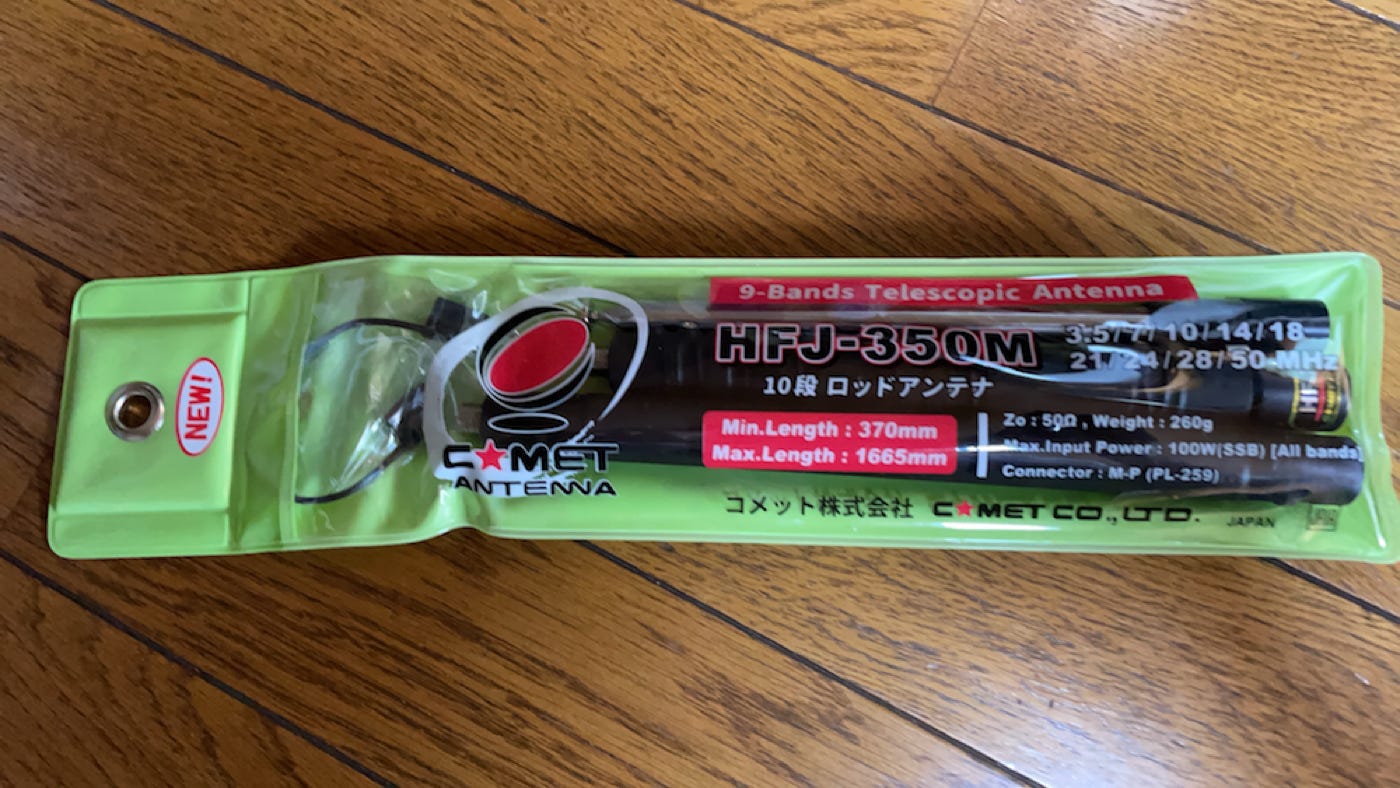 NEW!
C★MET
ANTENNA
9-Bands Telescopic Antenna
HFJ-350M
3.5/7/10/14/18
21/24/28/50 MHz
10段 ロッドアンテナ
Min.Length : 370mm
Max.Length : 1665mm
Zo : 50Ω , Weight : 260g
Max.Input Power : 100W(SSB) [All bands]
Connector : M-P (PL-259)
コメット株式会社 C★MET CO., LTD. JAPAN